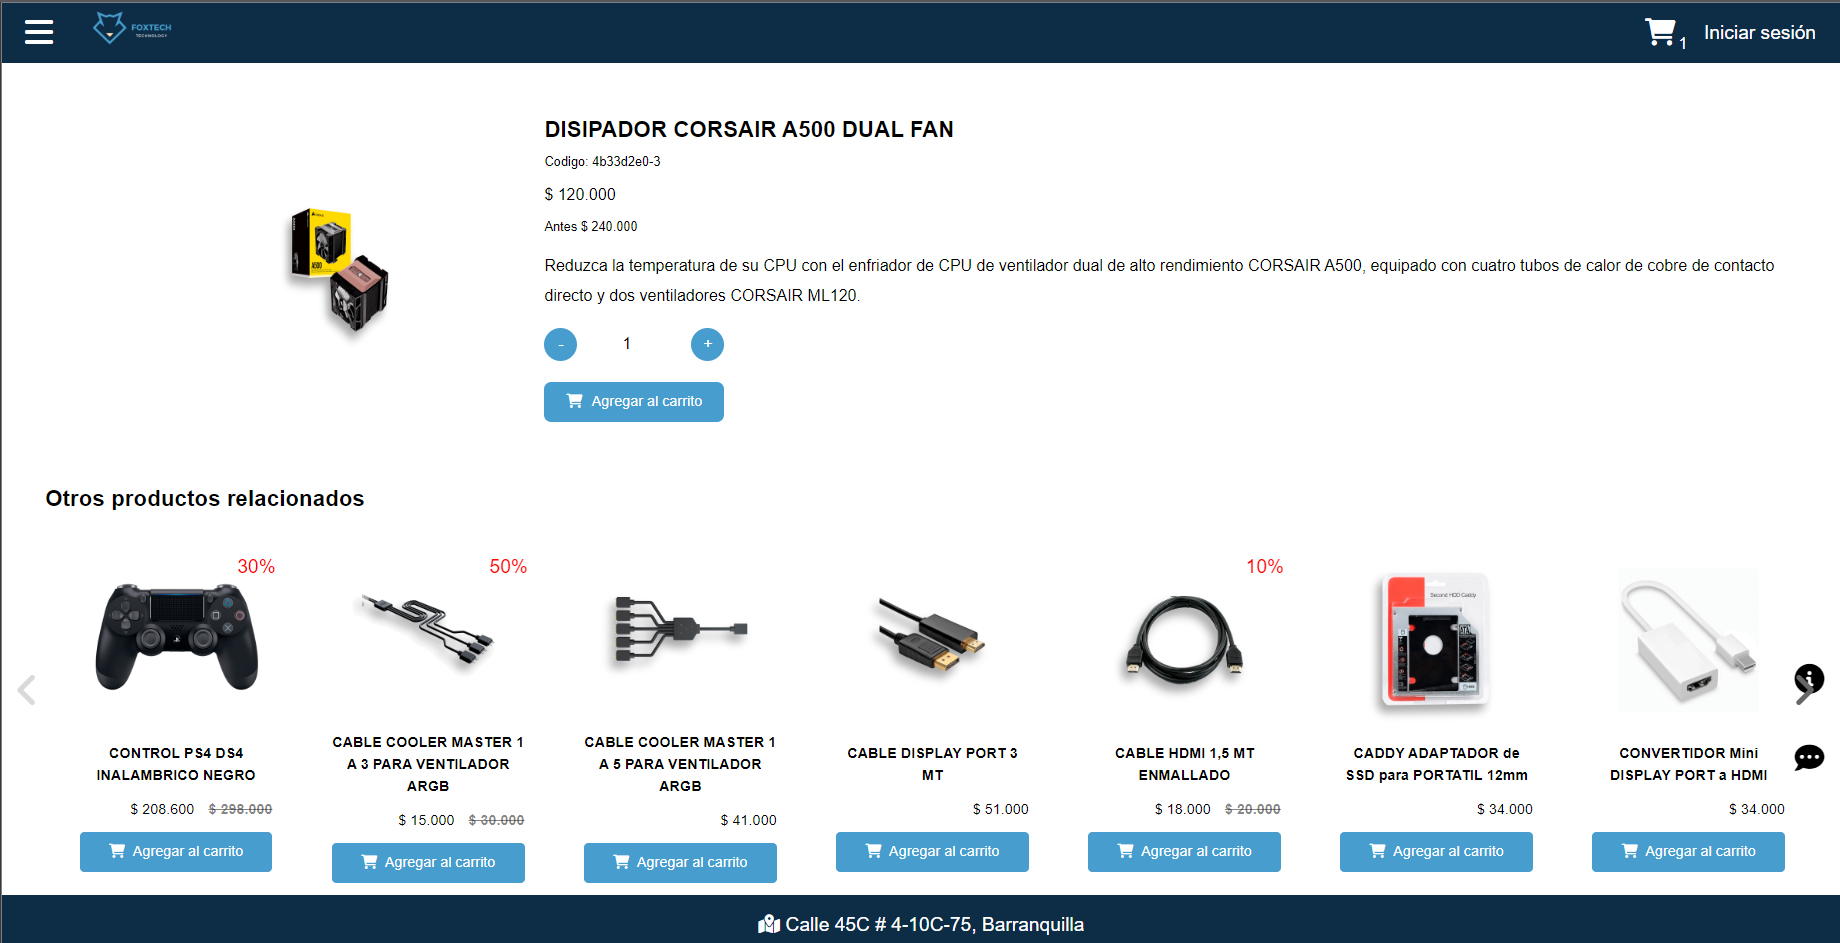 FOXTECH
TECHNOLOGY
1
Iniciar sesión
DISIPADOR CORSAIR A500 DUAL FAN
Codigo: 4b33d2e0-3
$ 120.000
Antes $ 240.000
Reduzca la temperatura de su CPU con el enfriador de CPU de ventilador dual de alto rendimiento CORSAIR A500, equipado con cuatro tubos de calor de cobre de contacto
directo y dos ventiladores CORSAIR ML120.
- 1 +
Agregar al carrito
A500
Otros productos relacionados
30%
CONTROL PS4 DS4
INALAMBRICO NEGRO
$ 208.600 $ 298.000
Agregar al carrito
50%
CABLE COOLER MASTER 1
A 3 PARA VENTILADOR
ARGB
$ 15.000 $ 30.000
Agregar al carrito
CABLE COOLER MASTER 1
A 5 PARA VENTILADOR
ARGB
$ 41.000
Agregar al carrito
CABLE DISPLAY PORT 3
MT
$ 51.000
Agregar al carrito
10%
CABLE HDMI 1,5 MT
ENMALLADO
$ 18.000 $ 20.000
Agregar al carrito
Second HDD Caddy
SATA
CADDY ADAPTADOR de
SSD para PORTATIL 12mm
$ 34.000
Agregar al carrito
CONVERTIDOR Mini
DISPLAY PORT a HDMI
$ 34.000
Agregar al carrito
Calle 45C # 4-10C-75, Barranquilla